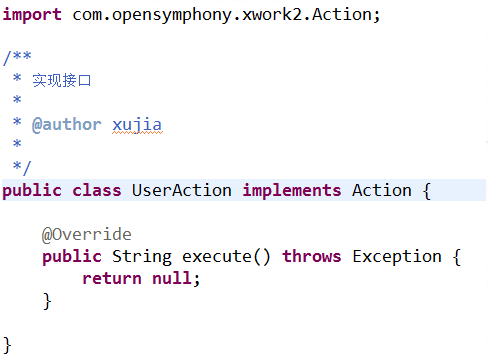 import com.opensymphony.xwork2.Action;
/**
 * 实现接口
 *
 * @author xujia
 *
 */
public class UserAction implements Action {
    @Override
    public String execute() throws Exception {
        return null;
    }
}